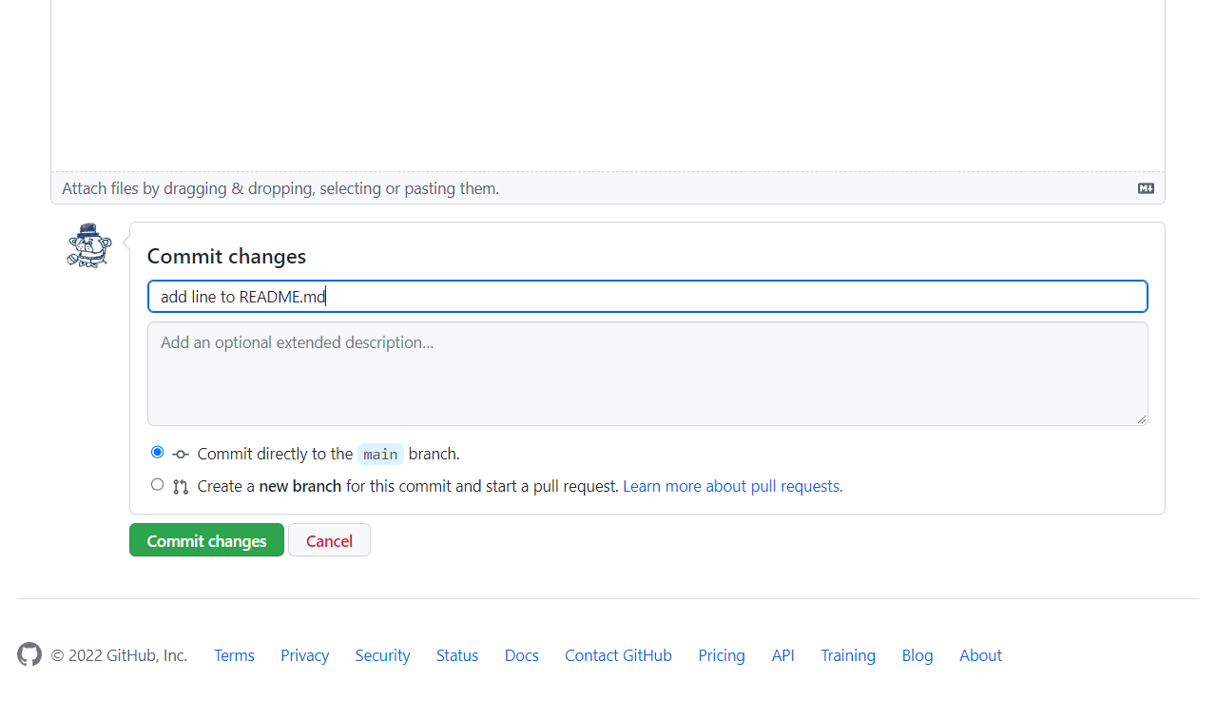 Attach files by dragging & dropping, selecting or pasting them.
Commit changes
add line to README.md
Add an optional extended description...
Commit directly to the main branch.
Create a new branch for this commit and start a pull request. Learn more about pull requests.
Commit changes Cancel
© 2022 GitHub, Inc. Terms Privacy Security Status Docs Contact GitHub Pricing API Training Blog About